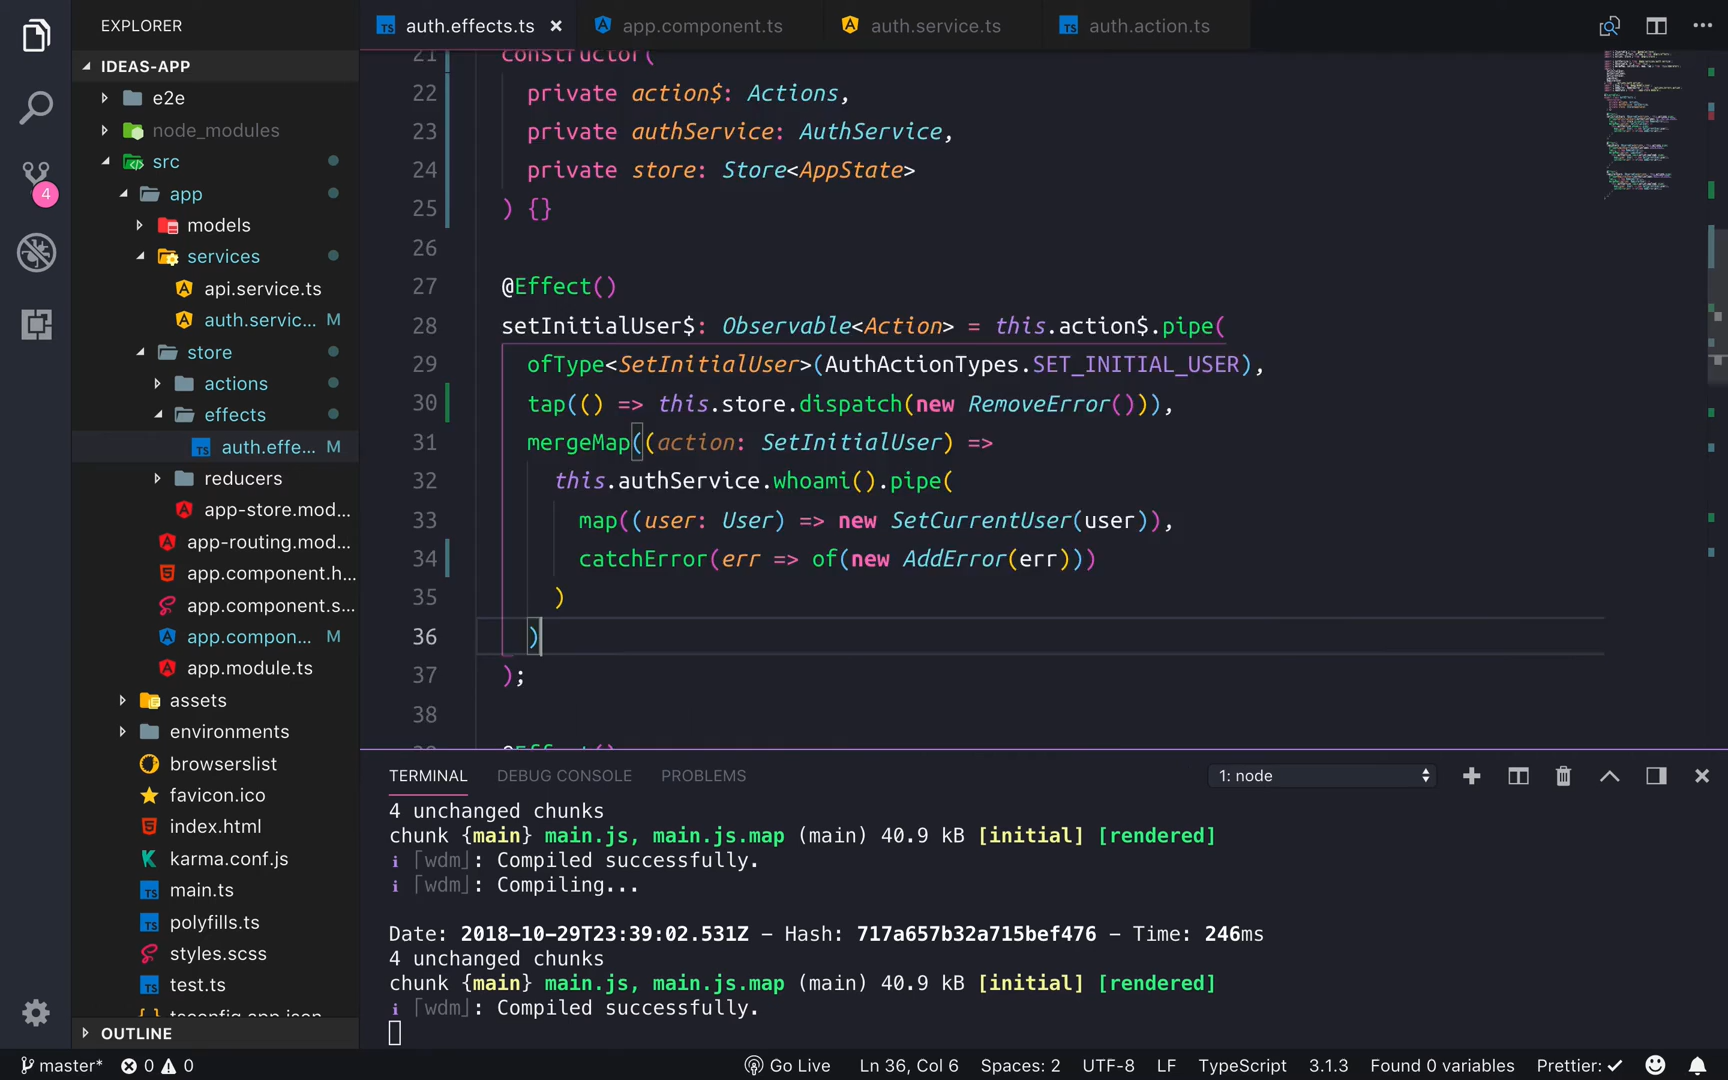 EXPLORER
auth.effects.ts
app.component.ts
auth.service.ts
auth.action.ts
IDEAS-APP
e2e
node_modules
src
app
models
services
api.service.ts
auth.servic... M
store
actions
effects
auth.effe... M
reducers
app-store.mod...
app-routing.mod...
app.component.h...
app.component.s...
app.compon... M
app.module.ts
assets
environments
browserslist
favicon.ico
index.html
karma.conf.js
main.ts
polyfills.ts
styles.scss
test.ts
tsconfig.app.json
OUTLINE
4
21 constructor(
22 private action$: Actions,
23 private authService: AuthService,
24 private store: Store<AppState>
25 ) {}
26
27 @Effect()
28 setInitialUser$: Observable<Action> = this.action$.pipe(
29 ofType<SetInitialUser>(AuthActionTypes.SET_INITIAL_USER),
30 tap(() => this.store.dispatch(new RemoveError())),
31 mergeMap((action: SetInitialUser) =>
32 this.authService.whoami().pipe(
33 map((user: User) => new SetCurrentUser(user)),
34 catchError(err => of(new AddError(err)))
35 )
36 )
37 );
38
39 @Effect()
TERMINAL DEBUG CONSOLE PROBLEMS 1: node
4 unchanged chunks
chunk {main} main.js, main.js.map (main) 40.9 kB [initial] [rendered]
i ｢wdm｣: Compiled successfully.
i ｢wdm｣: Compiling...
Date: 2018-10-29T23:39:02.531Z - Hash: 717a657b32a715bef476 - Time: 246ms
4 unchanged chunks
chunk {main} main.js, main.js.map (main) 40.9 kB [initial] [rendered]
i ｢wdm｣: Compiled successfully.
master* 0 0 Go Live Ln 36, Col 6 Spaces: 2 UTF-8 LF TypeScript 3.1.3 Found 0 variables Prettier: ✓